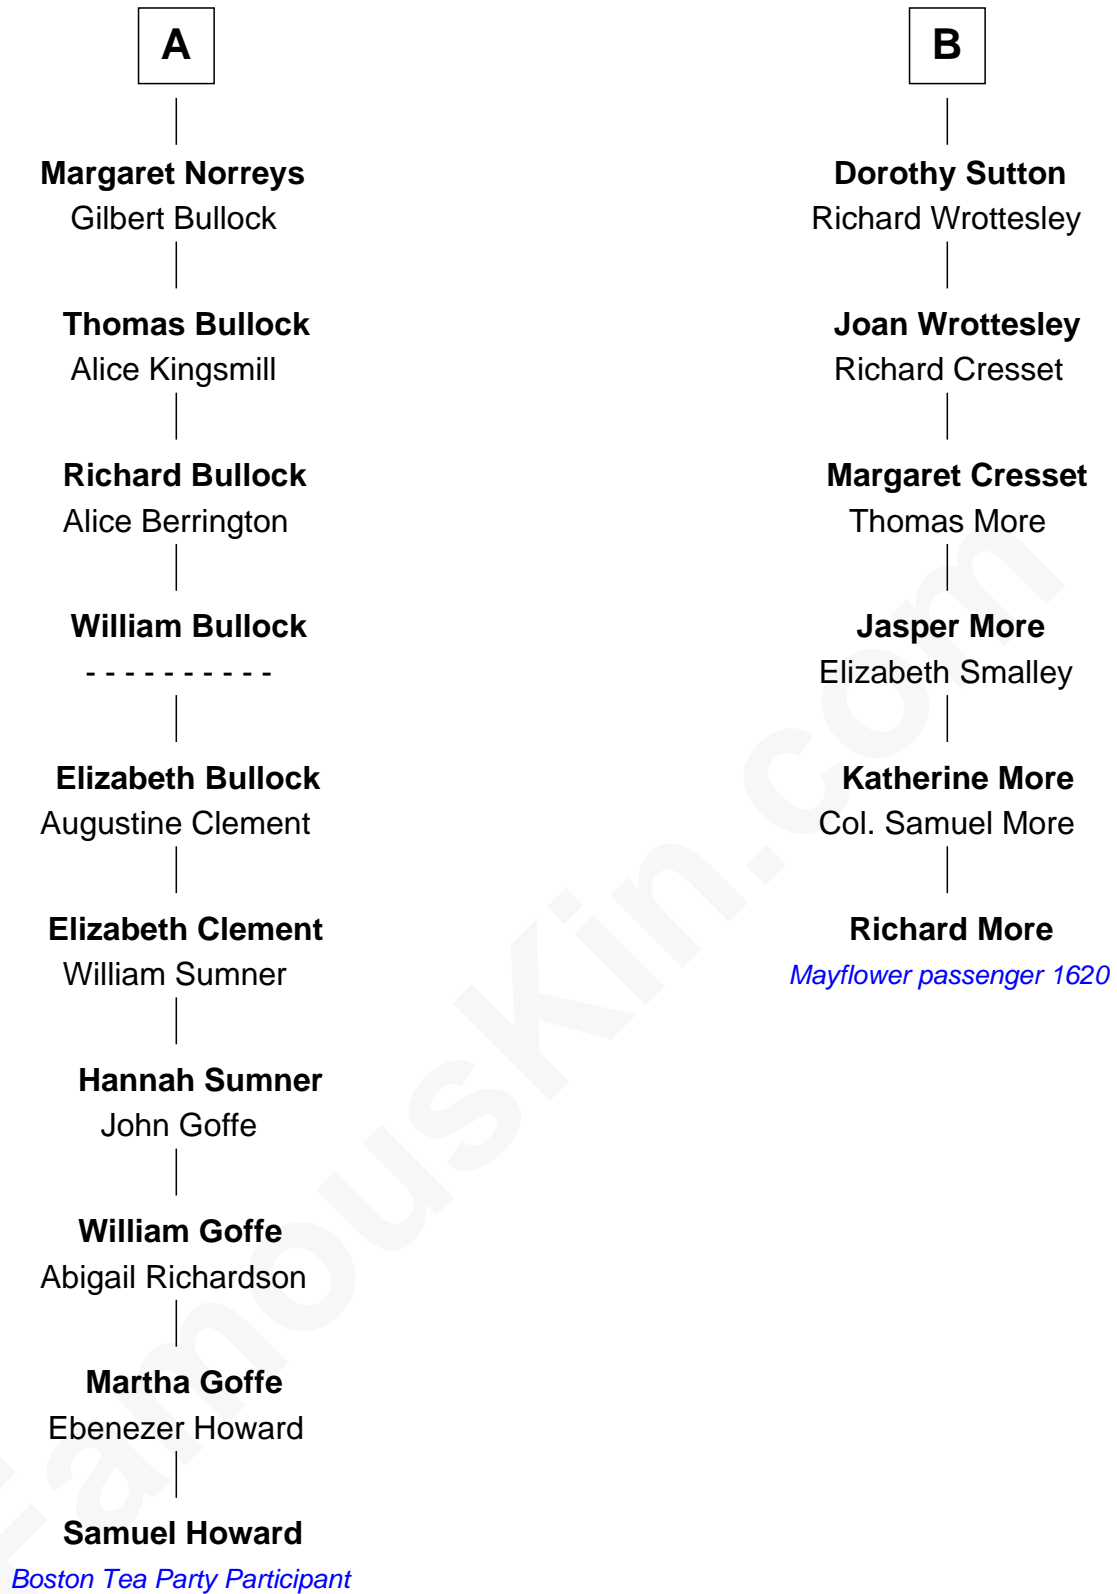 A
Margaret Norreys
Gilbert Bullock
Thomas Bullock
Alice Kingsmill
Richard Bullock
Alice Berrington
William Bullock
- - - - - - - - - -
Elizabeth Bullock
Augustine Clement
Elizabeth Clement
William Sumner
Hannah Sumner
John Goffe
William Goffe
Abigail Richardson
Martha Goffe
Ebenezer Howard
Samuel Howard
Boston Tea Party Participant
B
Dorothy Sutton
Richard Wrottesley
Joan Wrottesley
Richard Cresset
Margaret Cresset
Thomas More
Jasper More
Elizabeth Smalley
Katherine More
Col. Samuel More
Richard More
Mayflower passenger 1620
FamousKin.com